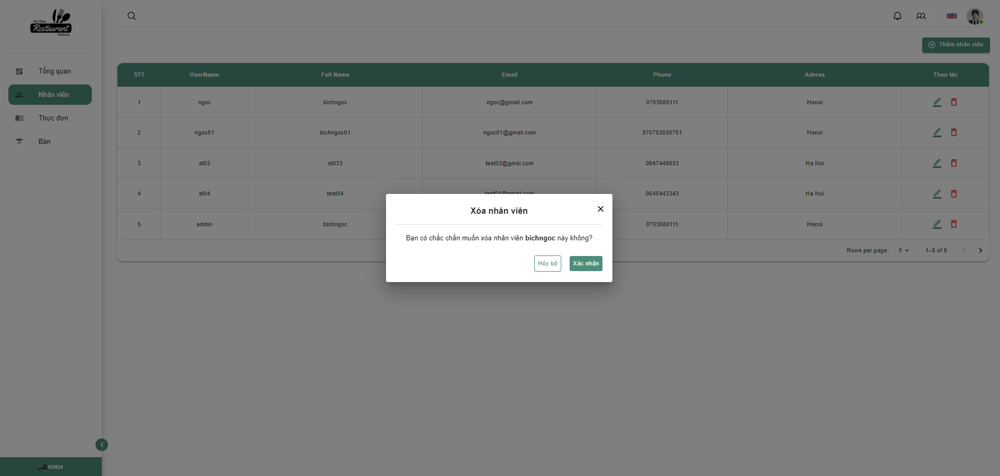 My New
Restaurant
Website
Tổng quan
Nhân viên
Thực đơn
Bàn
©2024
Thêm nhân viên
STT UserName Full Name Email Phone Adress Thao tác
1 ngoc bichngoc ngoc@gmail.com 0703080111 Hanoi
2 ngoc01 bichngoc01 ngoc01@gmail.com 070703030701 Hanoi
3 st03 st033 test03@gmai.com 0947449833 Ha Noi
4 st04 test04 test04@gmail.com 0645443343 Ha Noi
5 admin bichngoc 0703080111 Hanoi
Rows per page: 5 1–5 of 8
Xóa nhân viên
Bạn có chắc chắn muốn xóa nhân viên bichngoc này không?
Hủy bỏ Xác nhận